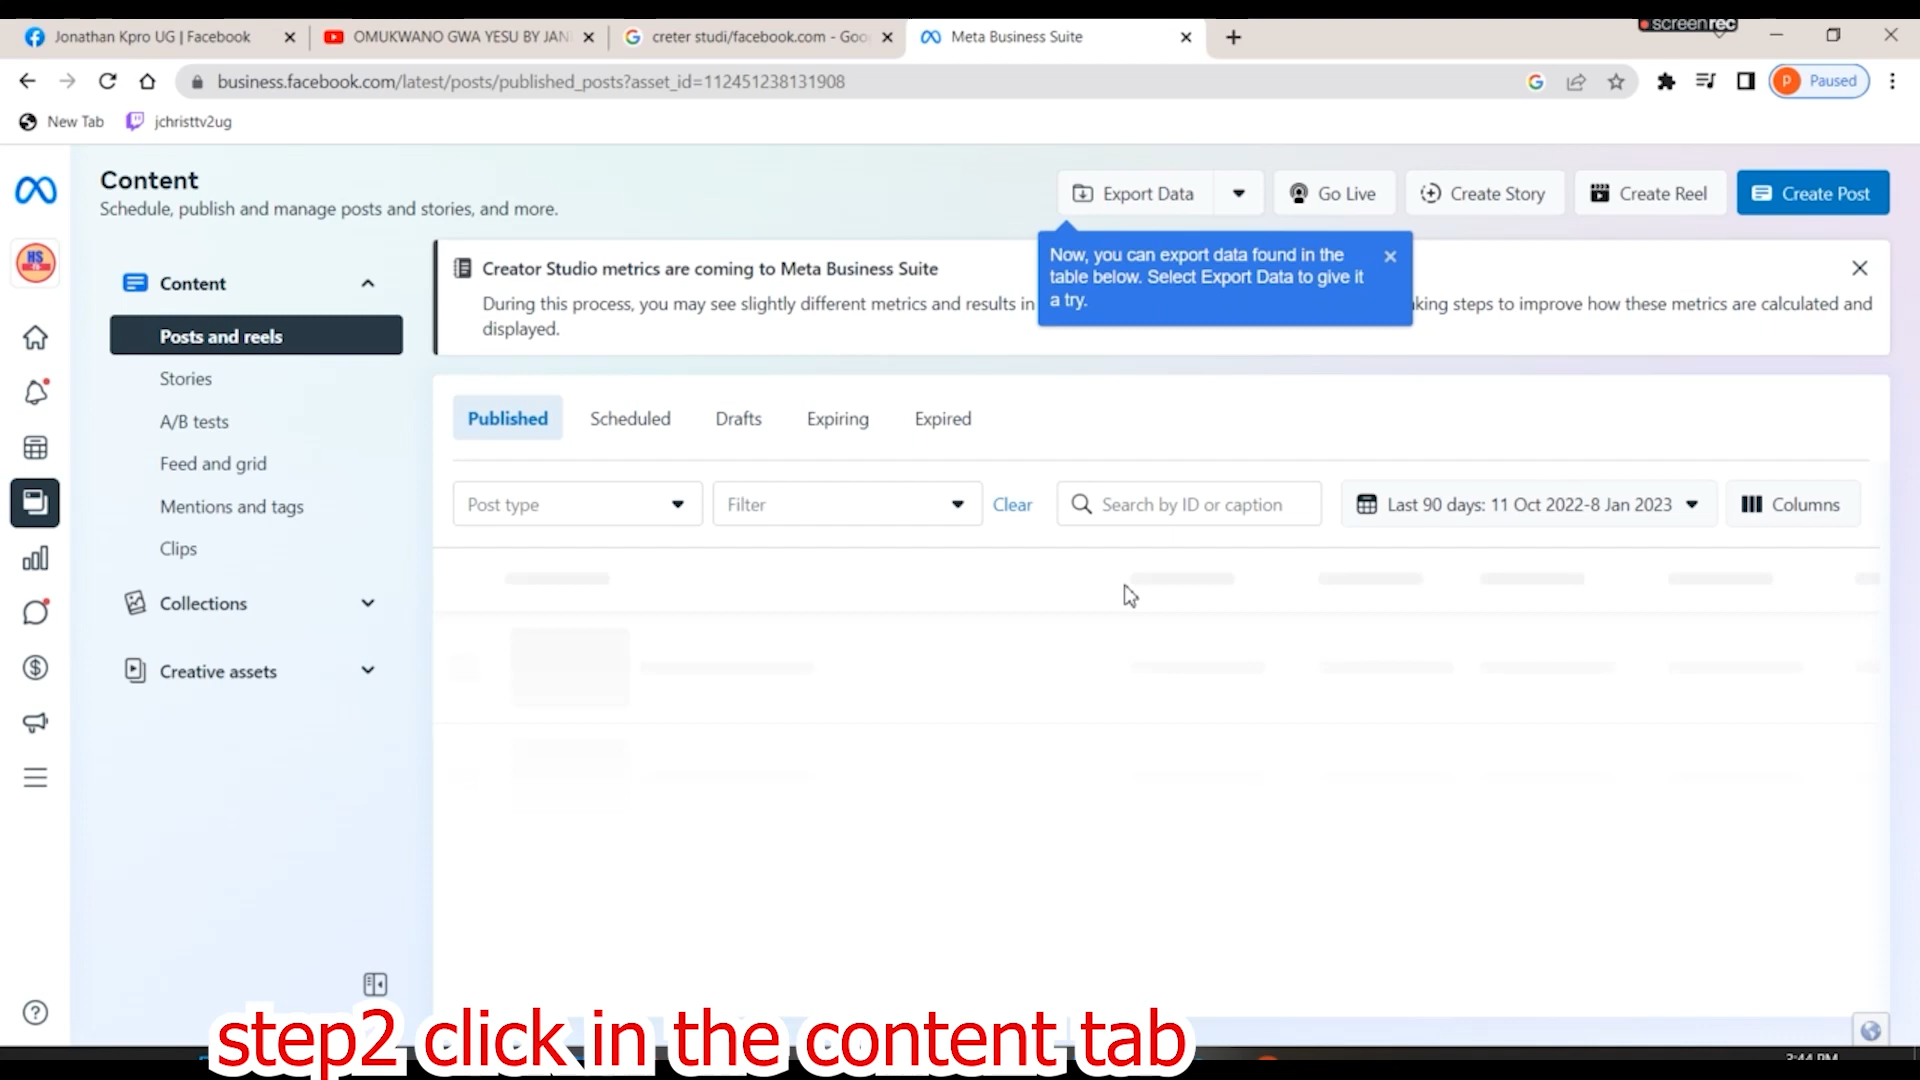 screenrec
Jonathan Kpro UG | Facebook
OMUKWANO GWA YESU BY JAN
creter studi/facebook.com - Goo
Meta Business Suite
business.facebook.com/latest/posts/published_posts?asset_id=112451238131908
P
Paused
New Tab
jchristtv2ug
Content
Schedule, publish and manage posts and stories, and more.
Export Data
Go Live
Create Story
Create Reel
Create Post
HS
Content
Posts and reels
Stories
A/B tests
Feed and grid
Mentions and tags
Clips
Collections
Creative assets
Creator Studio metrics are coming to Meta Business Suite
During this process, you may see slightly different metrics and results in
king steps to improve how these metrics are calculated and
displayed.
Now, you can export data found in the
table below. Select Export Data to give it
a try.
Published
Scheduled
Drafts
Expiring
Expired
Post type
Filter
Clear
Search by ID or caption
Last 90 days: 11 Oct 2022-8 Jan 2023
Columns
step2 click in the content tab
3:44 PM